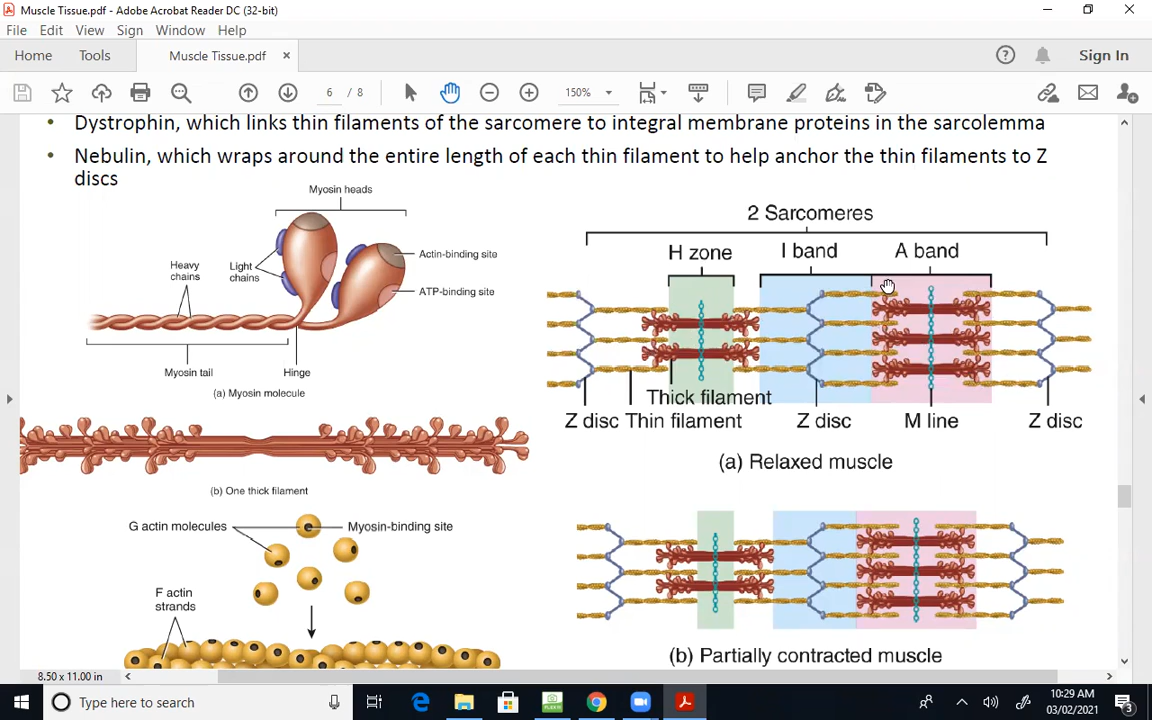 Muscle Tissue.pdf - Adobe Acrobat Reader DC (32-bit)
File Edit View Sign Window Help
Home Tools Muscle Tissue.pdf × Sign In
6 / 8 150%
• Dystrophin, which links thin filaments of the sarcomere to integral membrane proteins in the sarcolemma
• Nebulin, which wraps around the entire length of each thin filament to help anchor the thin filaments to Z
discs
Myosin heads
Actin-binding site
Heavy
chains
Light
chains
ATP-binding site
Myosin tail
Hinge
(a) Myosin molecule
(b) One thick filament
G actin molecules
Myosin-binding site
F actin
strands
2 Sarcomeres
H zone I band A band
Thick filament
Z disc Thin filament Z disc M line Z disc
(a) Relaxed muscle
(b) Partially contracted muscle
8.50 x 11.00 in
Type here to search
10:29 AM
03/02/2021
3